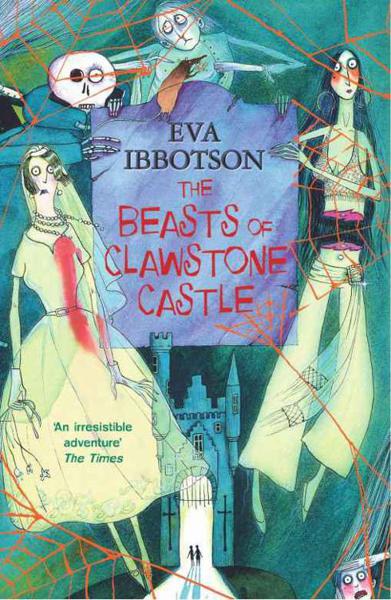 EVA
IBBOTSON
THE
BEASTS OF
CLAWSTONE
CASTLE
'An irresistible
adventure'
The Times